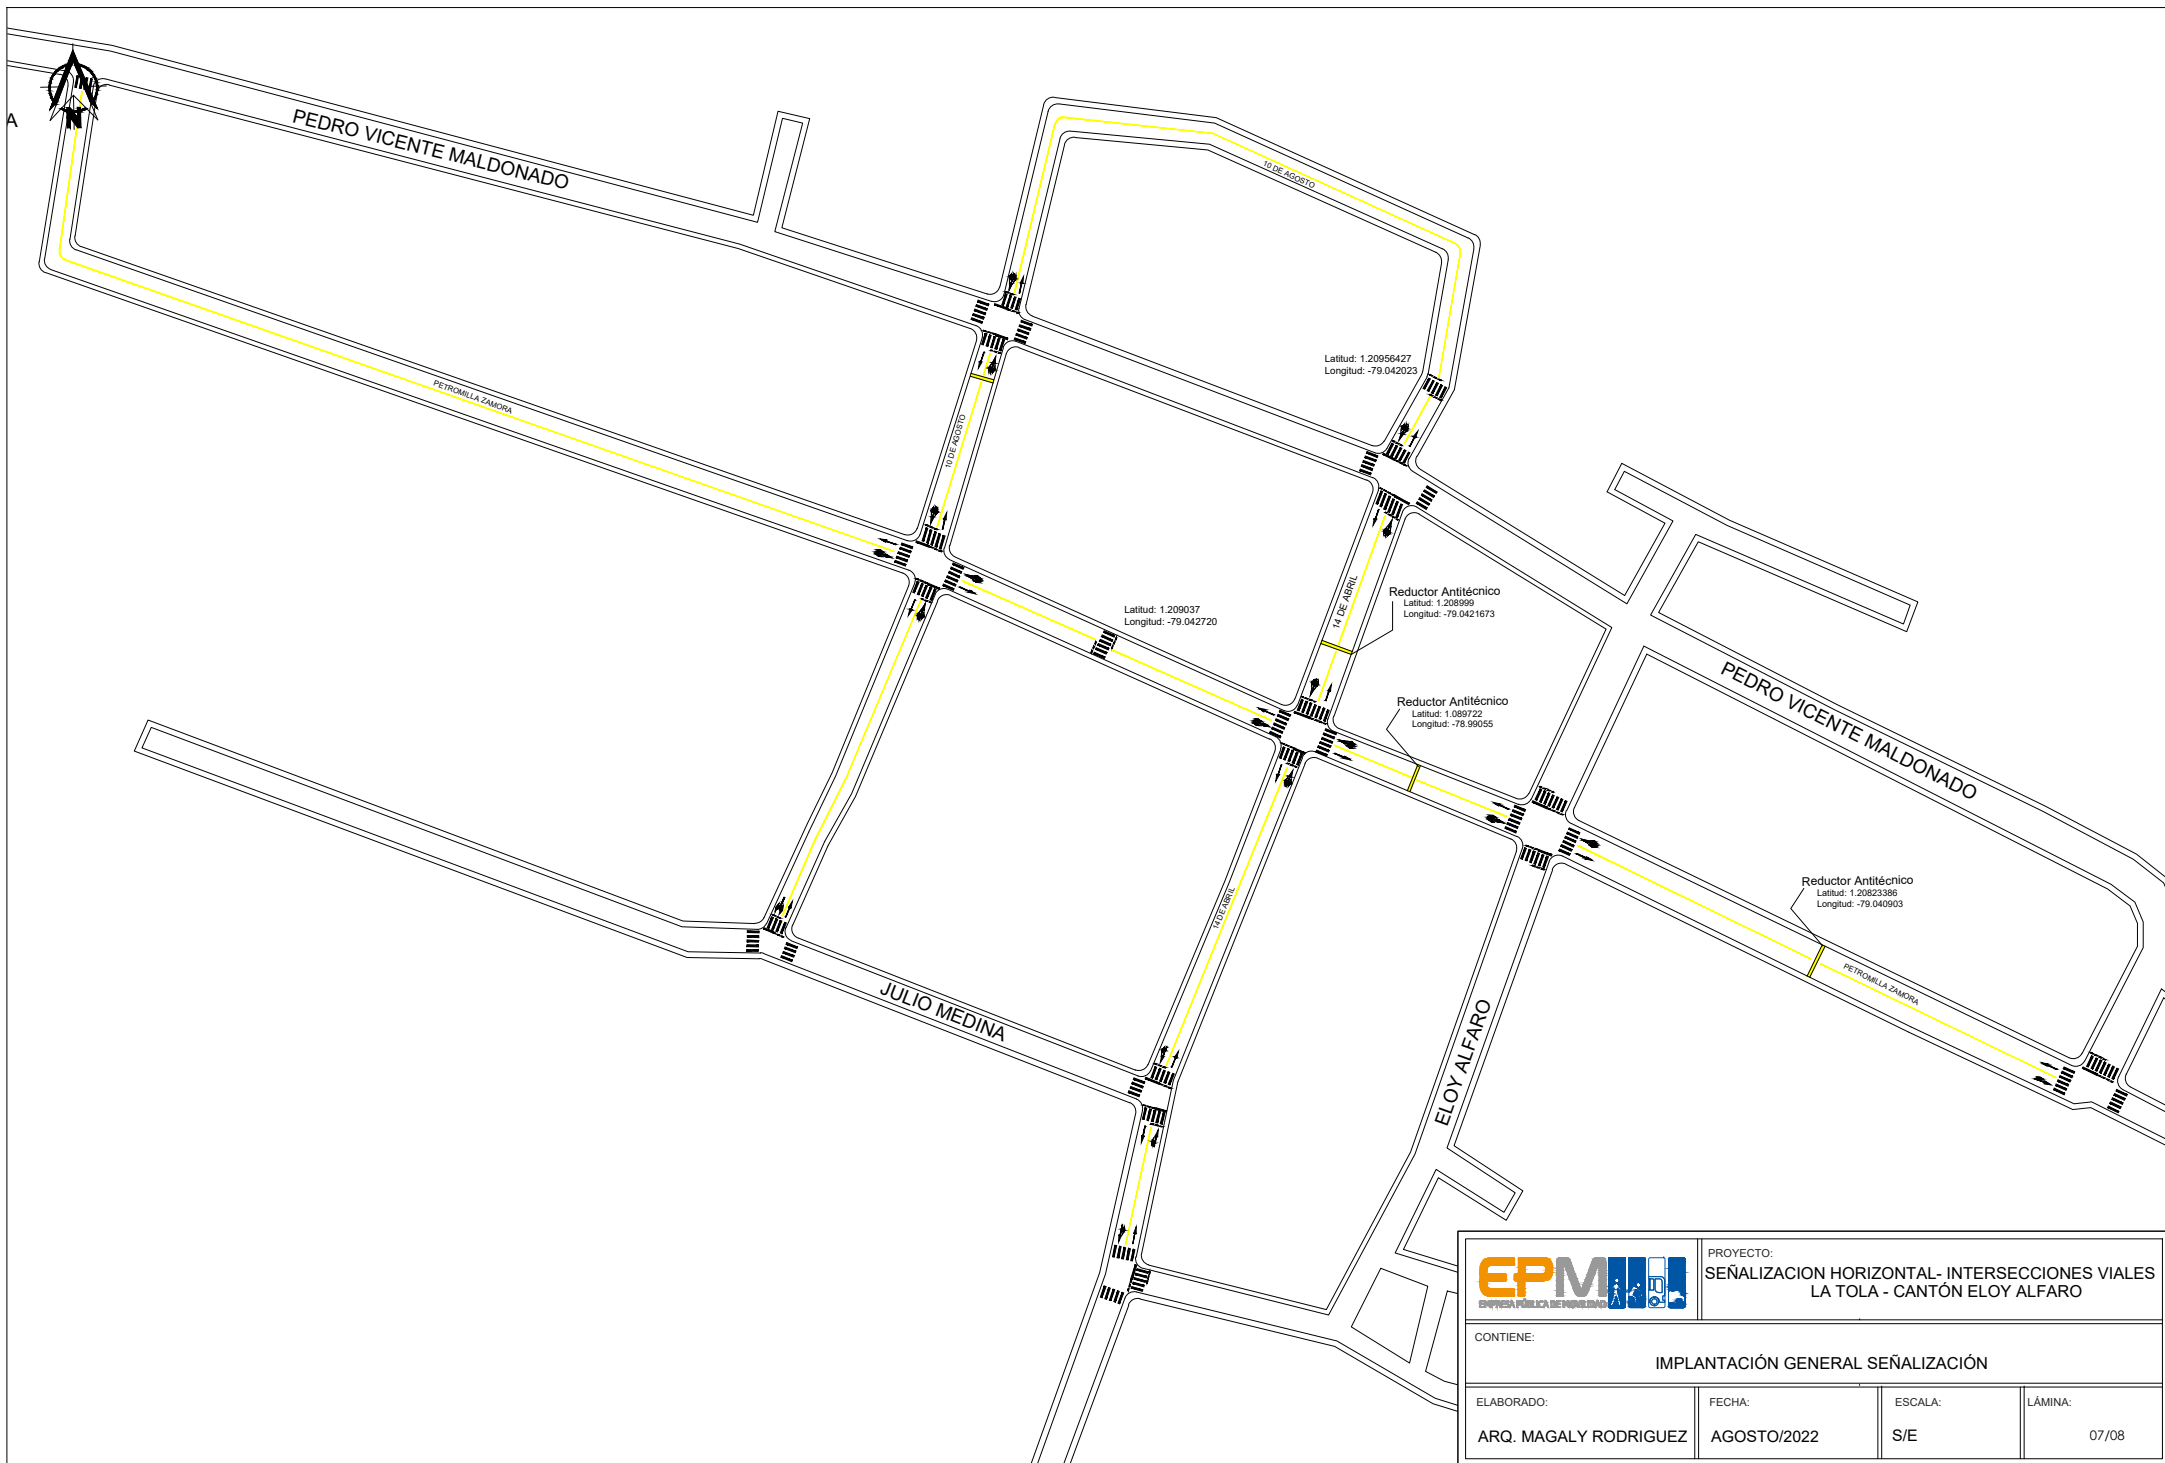 A
N
PEDRO VICENTE MALDONADO
10 DE AGOSTO
Latitud: 1.20956427
Longitud: -79.042023
PETROMILLA ZAMORA
10 DE AGOSTO
14 DE ABRIL
Reductor Antitécnico
Latitud: 1.208999
Longitud: -79.0421673
Latitud: 1.209037
Longitud: -79.042720
Reductor Antitécnico
Latitud: 1.089722
Longitud: -78.99055
PEDRO VICENTE MALDONADO
Reductor Antitécnico
Latitud: 1.20823386
Longitud: -79.040903
14 DE ABRIL
PETROMILLA ZAMORA
JULIO MEDINA
ELOY ALFARO
EPM
EMPRESA PÚBLICA DE MOVILIDAD
PROYECTO:
SEÑALIZACION HORIZONTAL- INTERSECCIONES VIALES
LA TOLA - CANTÓN ELOY ALFARO
CONTIENE:
IMPLANTACIÓN GENERAL SEÑALIZACIÓN
ELABORADO:
ARQ. MAGALY RODRIGUEZ
FECHA:
AGOSTO/2022
ESCALA:
S/E
LÁMINA:
07/08